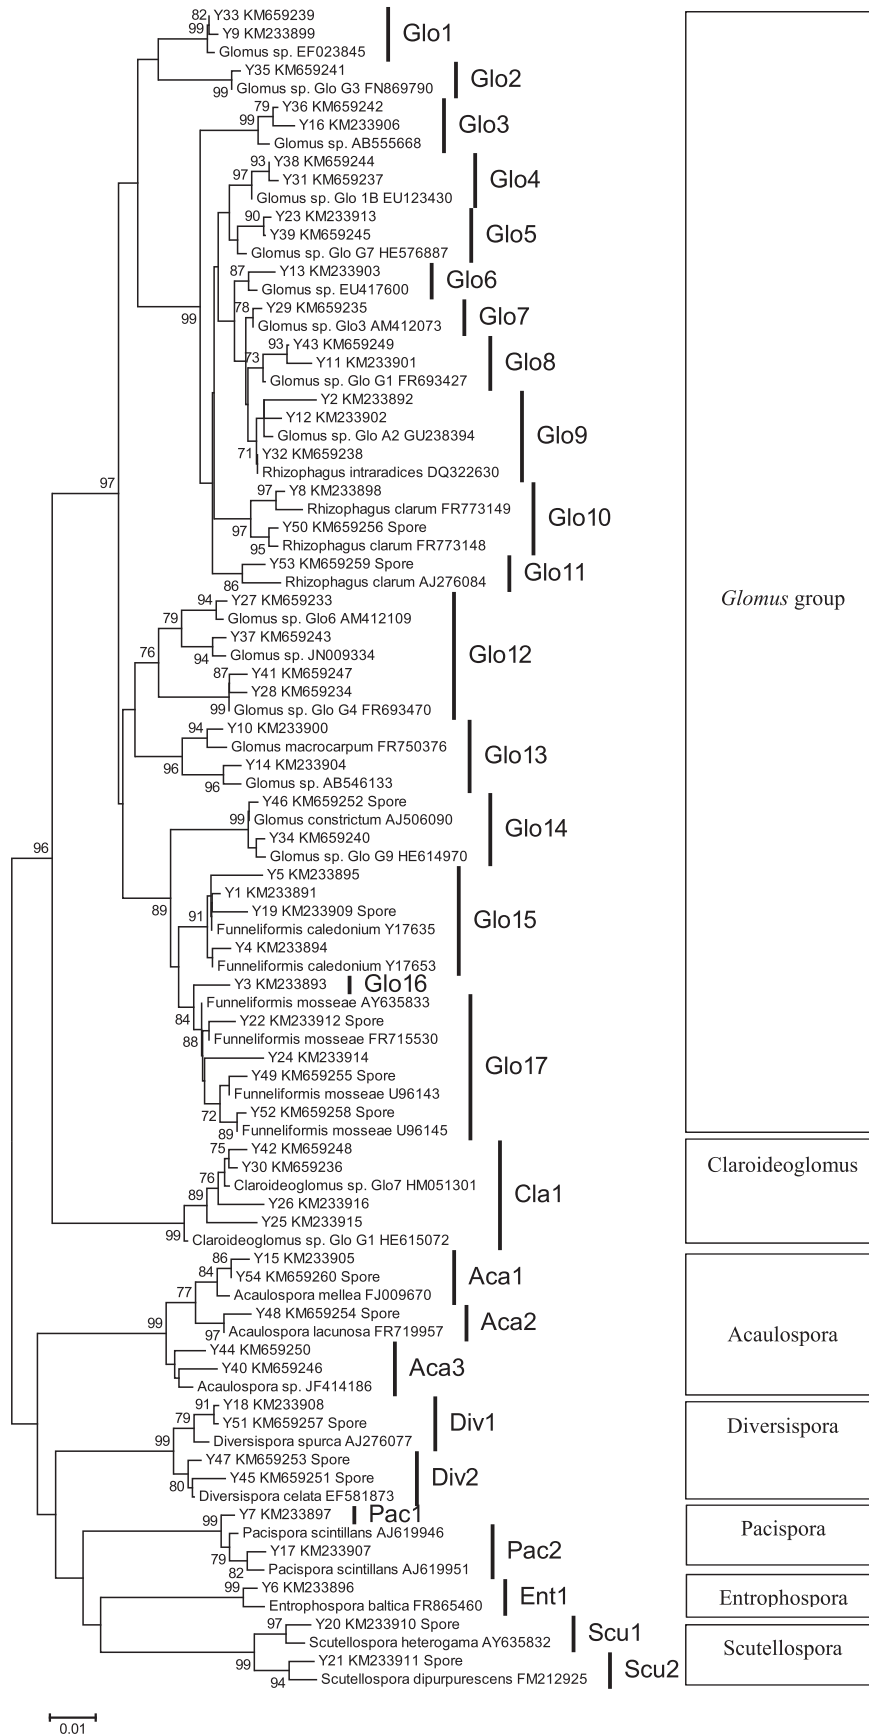 82 Y33 KM659239
99 Y9 KM233899
Glomus sp. EF023845
Glo1
Y35 KM659241
99 Glomus sp. Glo G3 FN869790
Glo2
79 Y36 KM659242
99 Y16 KM233906
Glomus sp. AB555668
Glo3
93 Y38 KM659244
97 Y31 KM659237
Glomus sp. Glo 1B EU123430
Glo4
90 Y23 KM233913
Y39 KM659245
Glomus sp. Glo G7 HE576887
Glo5
87 Y13 KM233903
Glomus sp. EU417600
Glo6
78 Y29 KM659235
Glomus sp. Glo3 AM412073
Glo7
99
93 Y43 KM659249
73 Y11 KM233901
Glomus sp. Glo G1 FR693427
Glo8
Y2 KM233892
Y12 KM233902
Glomus sp. Glo A2 GU238394
71 Y32 KM659238
Rhizophagus intraradices DQ322630
Glo9
97
97 Y8 KM233898
Rhizophagus clarum FR773149
97 Y50 KM659256 Spore
95 Rhizophagus clarum FR773148
Glo10
Y53 KM659259 Spore
86 Rhizophagus clarum AJ276084
Glo11
Glomus group
94 Y27 KM659233
79 Glomus sp. Glo6 AM412109
Y37 KM659243
94 Glomus sp. JN009334
76
87 Y41 KM659247
Y28 KM659234
99 Glomus sp. Glo G4 FR693470
Glo12
94 Y10 KM233900
Glomus macrocarpum FR750376
96 Y14 KM233904
96 Glomus sp. AB546133
Glo13
Y46 KM659252 Spore
99 Glomus constrictum AJ506090
Y34 KM659240
Glomus sp. Glo G9 HE614970
Glo14
96
89
Y5 KM233895
Y1 KM233891
91 Y19 KM233909 Spore
Funneliformis caledonium Y17635
Y4 KM233894
Funneliformis caledonium Y17653
Glo15
Y3 KM233893
Glo16
Funneliformis mosseae AY635833
84 Y22 KM233912 Spore
88 Funneliformis mosseae FR715530
Y24 KM233914
Y49 KM659255 Spore
Funneliformis mosseae U96143
72 Y52 KM659258 Spore
89 Funneliformis mosseae U96145
Glo17
75 Y42 KM659248
Y30 KM659236
76 Claroideoglomus sp. Glo7 HM051301
89 Y26 KM233916
Y25 KM233915
99 Claroideoglomus sp. Glo G1 HE615072
Cla1
Claroideoglomus
86 Y15 KM233905
84 Y54 KM659260 Spore
77 Acaulospora mellea FJ009670
Aca1
Y48 KM659254 Spore
97 Acaulospora lacunosa FR719957
Aca2
99
Y44 KM659250
Y40 KM659246
Acaulospora sp. JF414186
Aca3
Acaulospora
91 Y18 KM233908
79 Y51 KM659257 Spore
99 Diversispora spurca AJ276077
Div1
Y47 KM659253 Spore
80 Y45 KM659251 Spore
Diversispora celata EF581873
Div2
Diversispora
99 Y7 KM233897
Pac1
Pacispora scintillans AJ619946
79 Y17 KM233907
82 Pacispora scintillans AJ619951
Pac2
Pacispora
99 Y6 KM233896
Entrophospora baltica FR865460
Ent1
Entrophospora
97 Y20 KM233910 Spore
Scutellospora heterogama AY635832
Scu1
99 Y21 KM233911 Spore
94 Scutellospora dipurpurescens FM212925
Scu2
Scutellospora
0.01